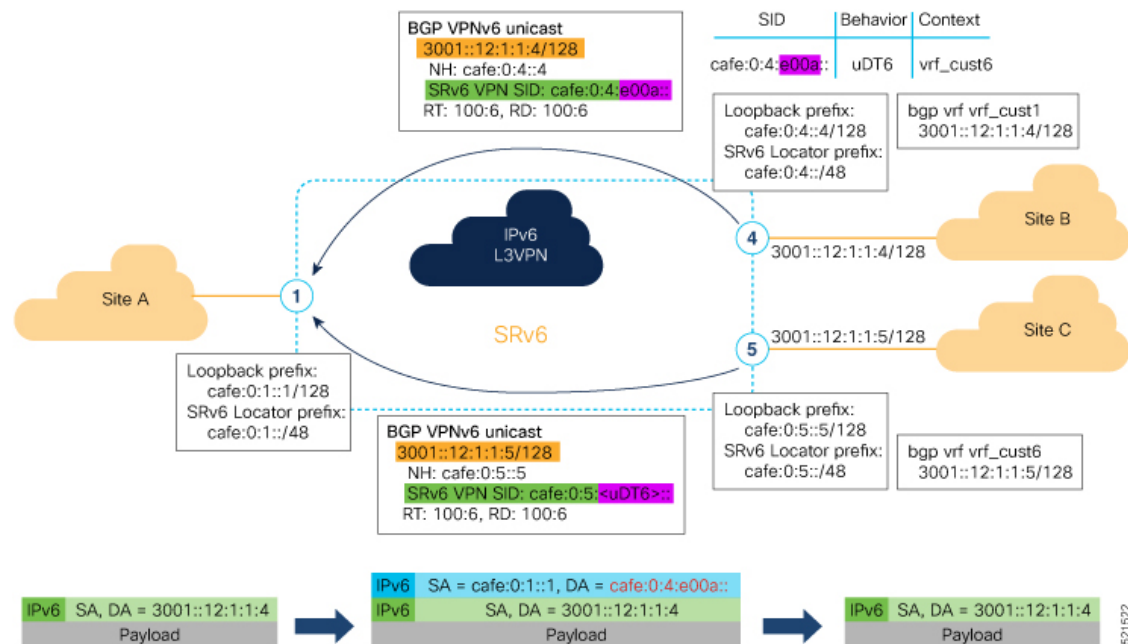 BGP VPNv6 unicast
3001::12:1:1:4/128
NH: cafe:0:4::4
SRv6 VPN SID: cafe:0:4:e00a::
RT: 100:6, RD: 100:6
SID Behavior Context
cafe:0:4:e00a:: uDT6 vrf_cust6
Loopback prefix:
cafe:0:4::4/128
SRv6 Locator prefix:
cafe:0:4::/48
bgp vrf vrf_cust1
3001::12:1:1:4/128
IPv6
L3VPN
Site A
1
4
3001::12:1:1:4/128
Site B
SRv6
5
3001::12:1:1:5/128
Site C
Loopback prefix:
cafe:0:1::1/128
SRv6 Locator prefix:
cafe:0:1::/48
BGP VPNv6 unicast
3001::12:1:1:5/128
NH: cafe:0:5::5
SRv6 VPN SID: cafe:0:5:<uDT6>::
RT: 100:6, RD: 100:6
Loopback prefix:
cafe:0:5::5/128
SRv6 Locator prefix:
cafe:0:5::/48
bgp vrf vrf_cust6
3001::12:1:1:5/128
IPv6 SA, DA = 3001::12:1:1:4
Payload
IPv6 SA = cafe:0:1::1, DA = cafe:0:4:e00a::
IPv6 SA, DA = 3001::12:1:1:4
Payload
IPv6 SA, DA = 3001::12:1:1:4
Payload
521522